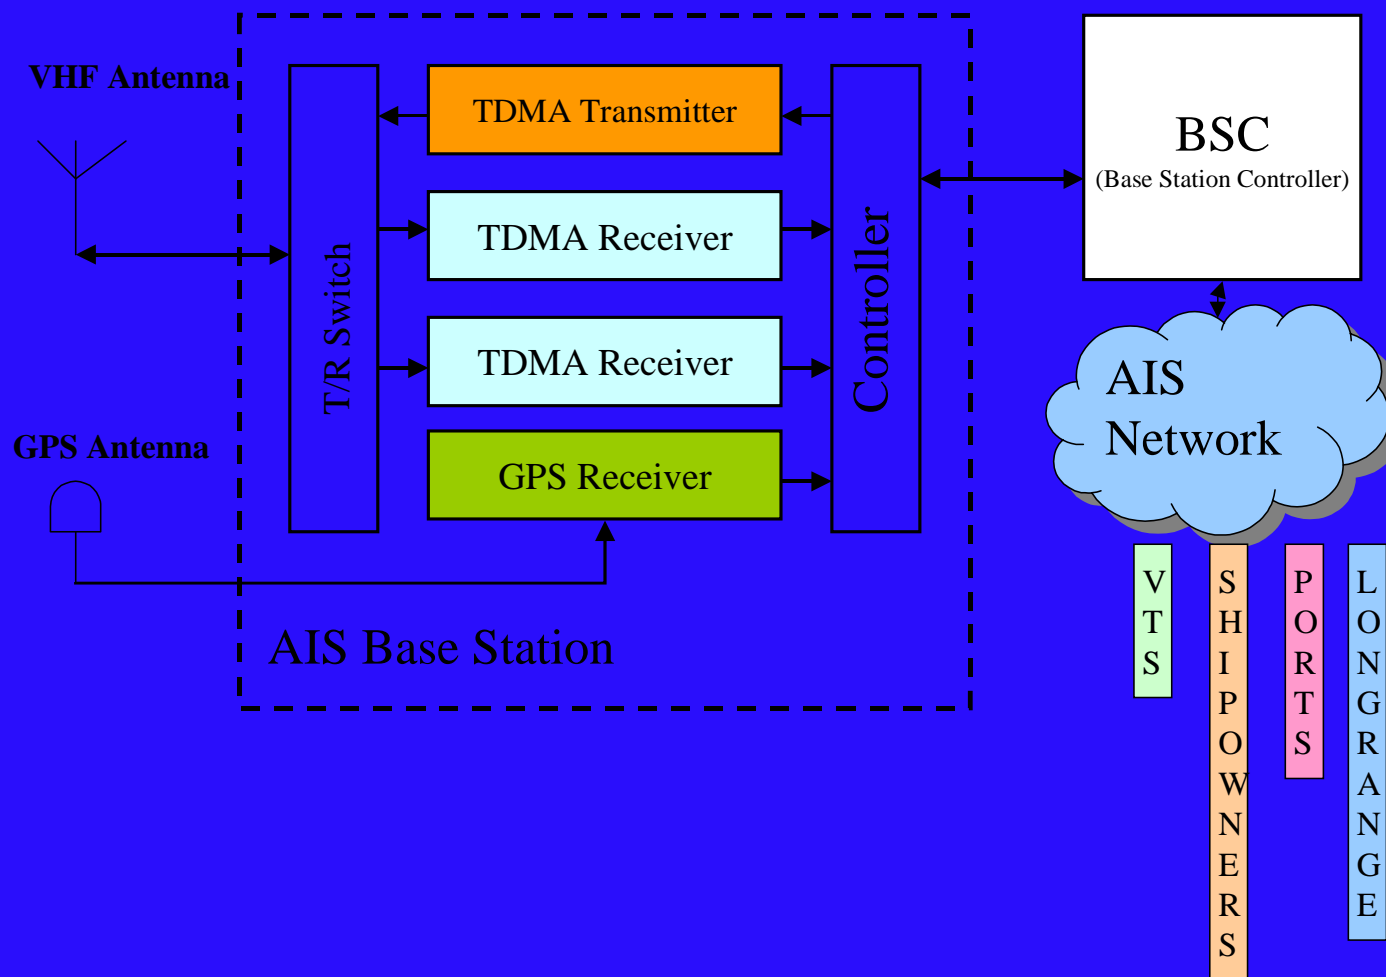 VHF Antenna
TDMA Transmitter
TDMA Receiver
TDMA Receiver
GPS Receiver
T/R Switch
Controller
GPS Antenna
AIS Base Station
BSC
(Base Station Controller)
AIS
Network
VTS
SHIPOWNERS
PORTS
LONGRANGE